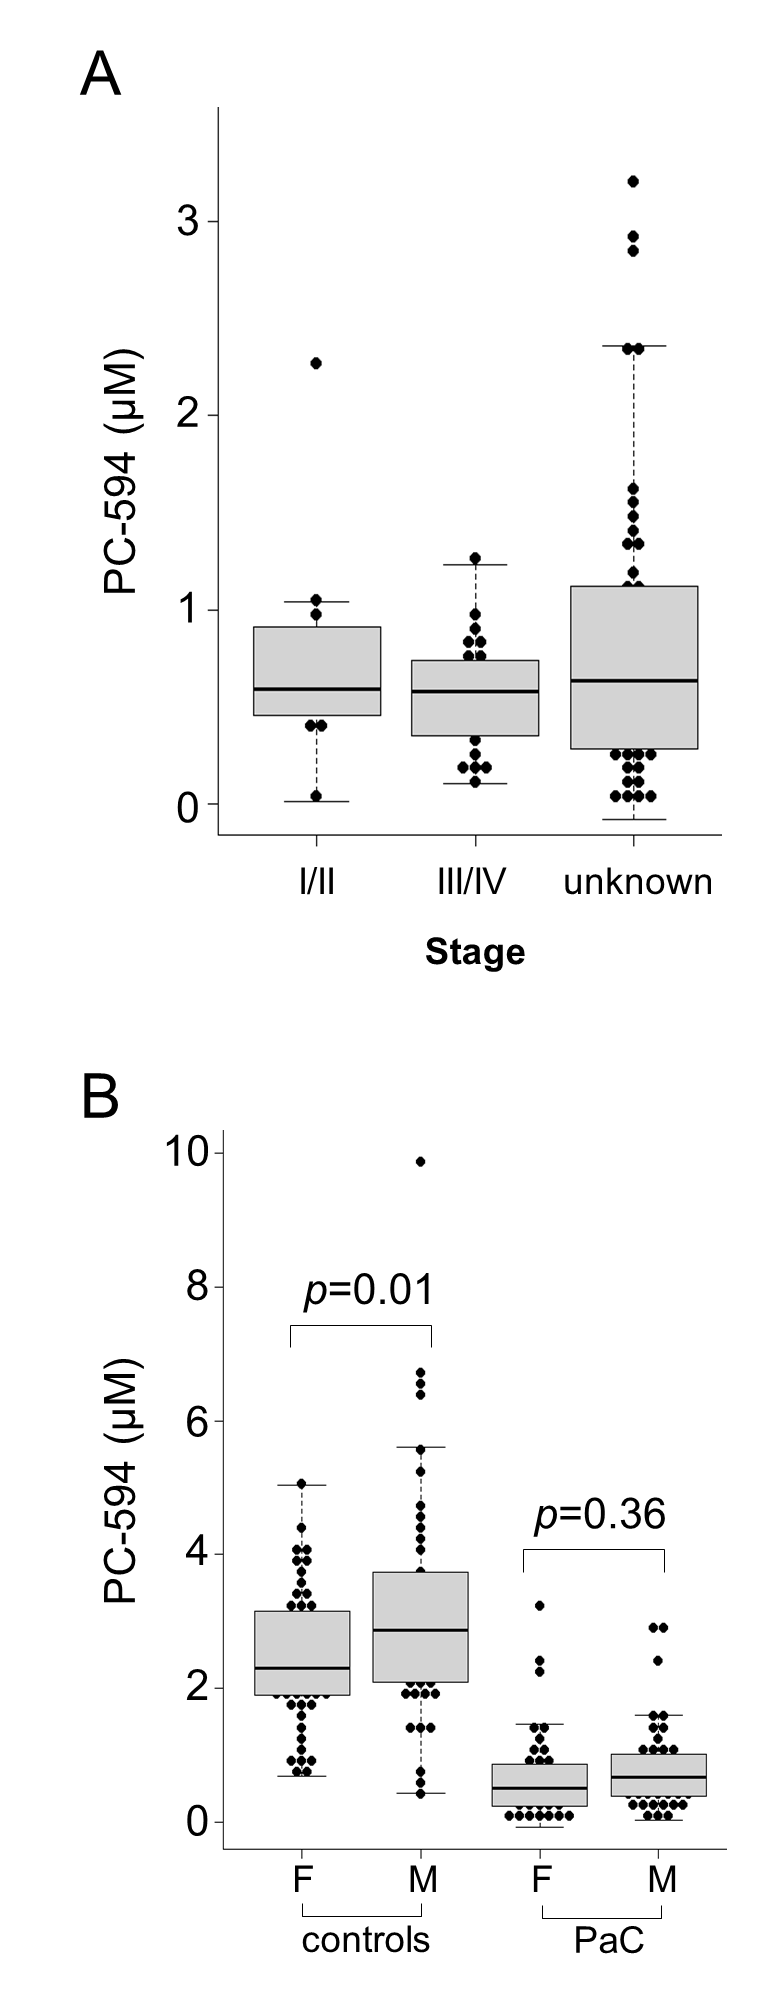 A
PC-594 (µM)
3
2
1
0
I/II III/IV unknown
Stage
B
PC-594 (µM)
10
8
6
4
2
0
p=0.01
p=0.36
F M F M
controls PaC